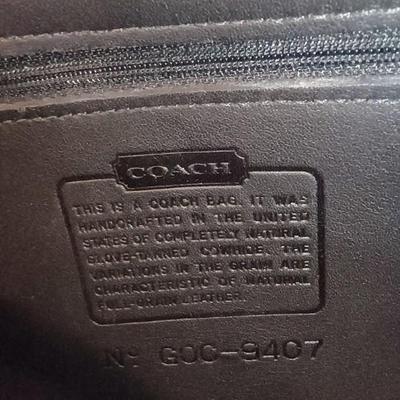 COACH
THIS IS A COACH BAG. IT WAS
HANDCRAFTED IN THE UNITED
STATES OF COMPLETELY NATURAL
GLOVE-TANNED COWHIDE. THE
VARIATIONS IN THE GRAIN ARE
CHARACTERISTIC OF NATURAL
FULL-GRAIN LEATHER.
Nº GOC-9407